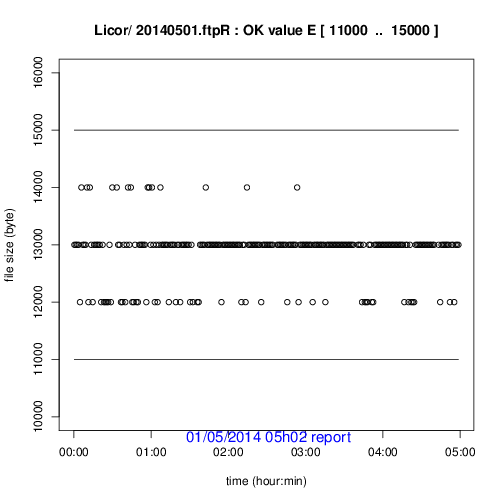 Licor/ 20140501.ftpR : OK value E [ 11000 .. 15000 ]
file size (byte)
16000
15000
14000
13000
12000
11000
10000
01/05/2014 05h02 report
00:00 01:00 02:00 03:00 04:00 05:00
time (hour:min)